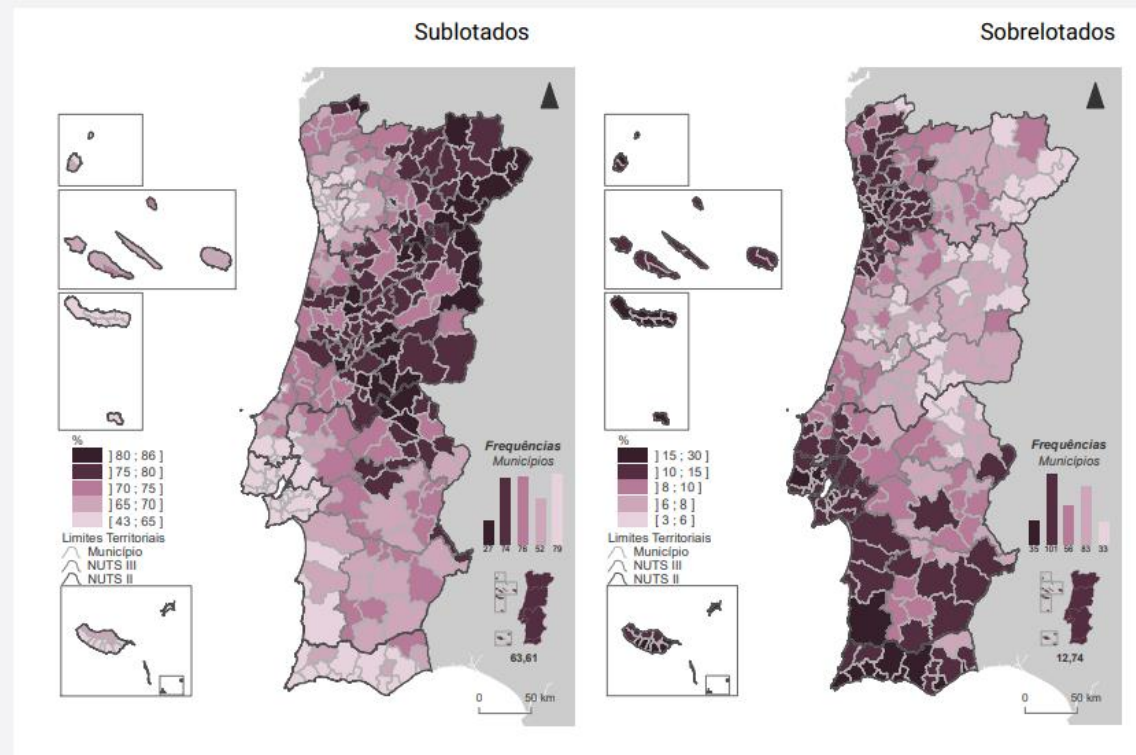 Sublotados
%
] 80 ; 86 ]
] 75 ; 80 ]
] 70 ; 75 ]
] 65 ; 70 ]
[ 43 ; 65 ]
Limites Territoriais
Município
NUTS III
NUTS II
Frequências
Municípios
27 74 76 52 79
63,61
0 50 km
Sobrelotados
%
] 15 ; 30 ]
] 10 ; 15 ]
] 8 ; 10 ]
] 6 ; 8 ]
[ 3 ; 6 ]
Limites Territoriais
Município
NUTS III
NUTS II
Frequências
Municípios
35 101 56 83 33
12,74
0 50 km